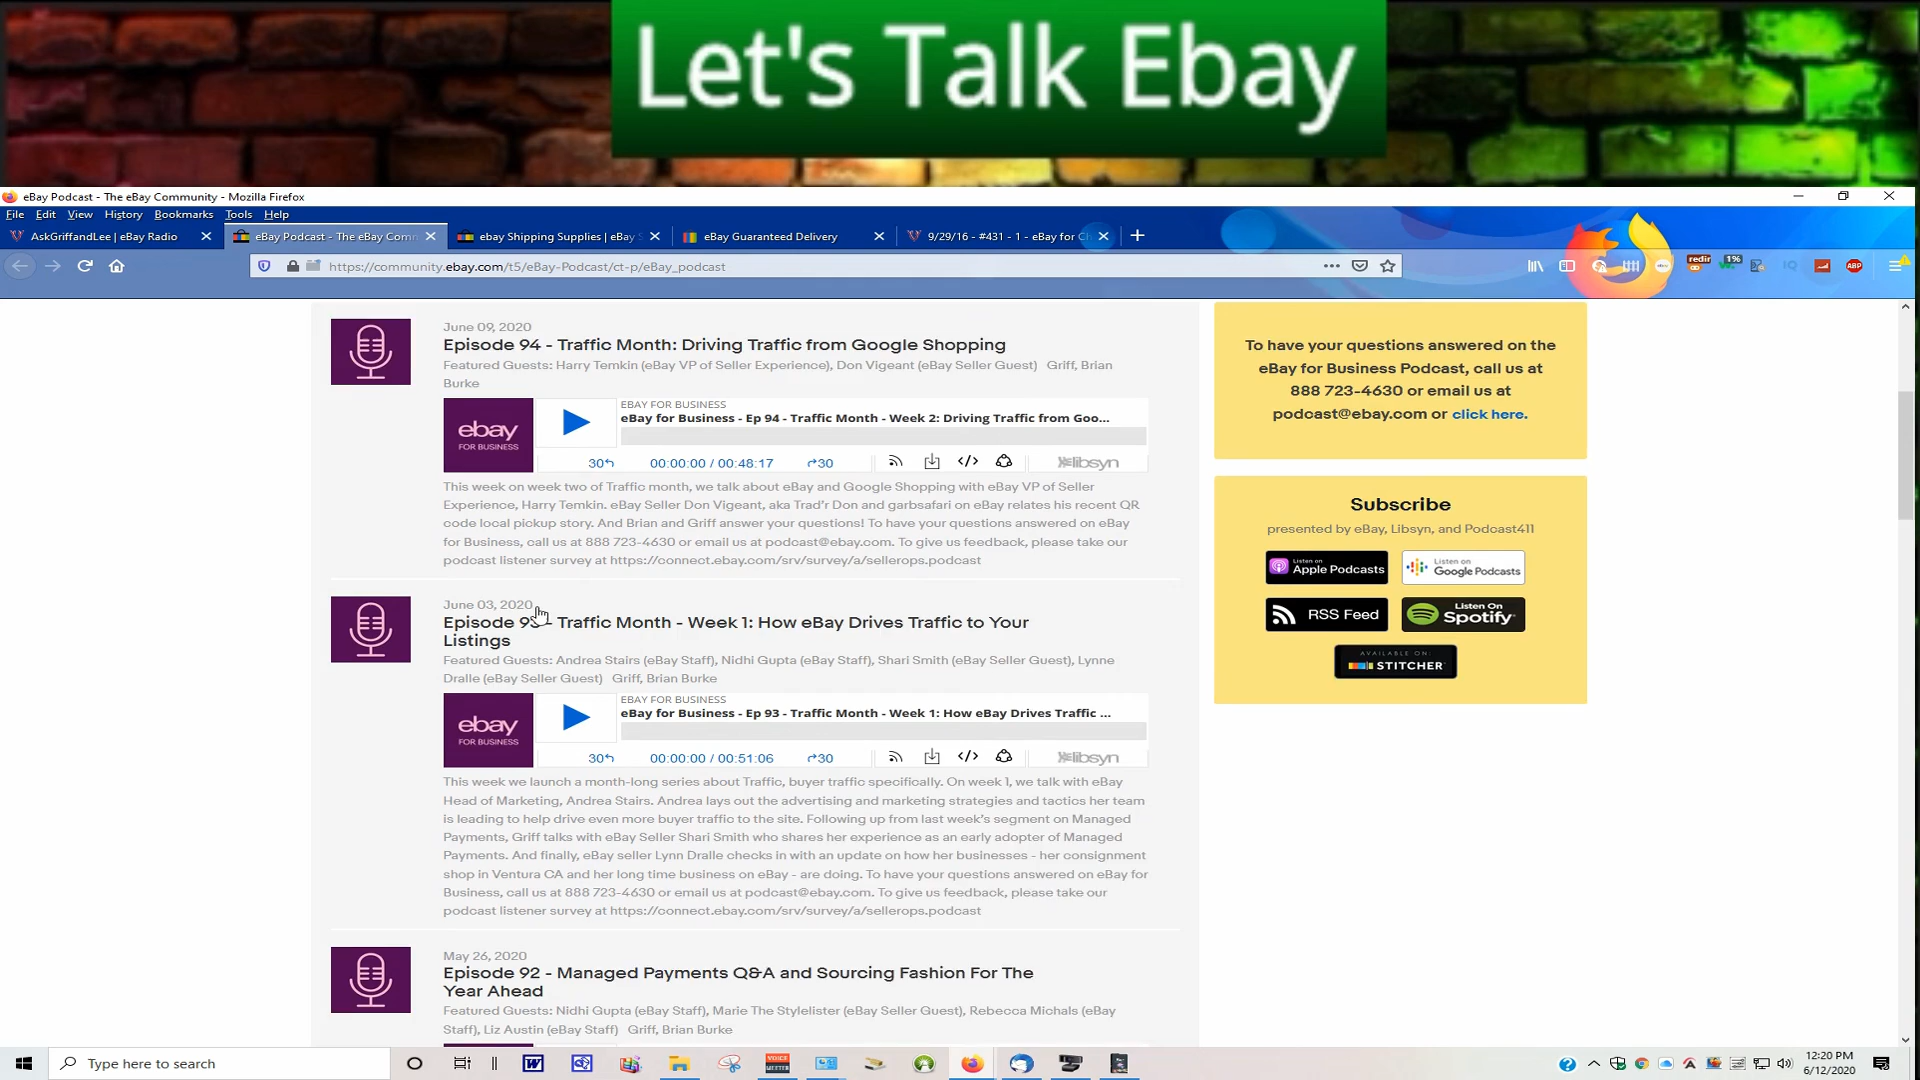 Let's Talk Ebay
eBay Podcast - The eBay Community - Mozilla Firefox
File Edit View History Bookmarks Tools Help
AskGriffandLee | eBay Radio
eBay Podcast - The eBay Com
ebay Shipping Supplies | eBay S
eBay Guaranteed Delivery
9/29/16 - #431 - 1 - eBay for C
https://community.ebay.com/t5/eBay-Podcast/ct-p/eBay_podcast
redir
1%
ABP
June 09, 2020
Episode 94 - Traffic Month: Driving Traffic from Google Shopping
Featured Guests: Harry Temkin (eBay VP of Seller Experience), Don Vigeant (eBay Seller Guest) Griff, Brian
Burke
ebay
FOR BUSINESS
EBAY FOR BUSINESS
eBay for Business - Ep 94 - Traffic Month - Week 2: Driving Traffic from Goo...
30 00:00:00 / 00:48:17 30 libsyn
This week on week two of Traffic month, we talk about eBay and Google Shopping with eBay VP of Seller
Experience, Harry Temkin. eBay Seller Don Vigeant, aka Trad'r Don and garbsafari on eBay relates his recent QR
code local pickup story. And Brian and Griff answer your questions! To have your questions answered on eBay
for Business, call us at 888 723-4630 or email us at podcast@ebay.com. To give us feedback, please take our
podcast listener survey at https://connect.ebay.com/srv/survey/a/sellerops.podcast
June 03, 2020
Episode 93 - Traffic Month - Week 1: How eBay Drives Traffic to Your
Listings
Featured Guests: Andrea Stairs (eBay Staff), Nidhi Gupta (eBay Staff), Shari Smith (eBay Seller Guest), Lynne
Dralle (eBay Seller Guest) Griff, Brian Burke
ebay
FOR BUSINESS
EBAY FOR BUSINESS
eBay for Business - Ep 93 - Traffic Month - Week 1: How eBay Drives Traffic ...
30 00:00:00 / 00:51:06 30 libsyn
This week we launch a month-long series about Traffic, buyer traffic specifically. On week 1, we talk with eBay
Head of Marketing, Andrea Stairs. Andrea lays out the advertising and marketing strategies and tactics her team
is leading to help drive even more buyer traffic to the site. Following up from last week's segment on Managed
Payments, Griff talks with eBay Seller Shari Smith who shares her experience as an early adopter of Managed
Payments. And finally, eBay seller Lynn Dralle checks in with an update on how her businesses - her consignment
shop in Ventura CA and her long time business on eBay - are doing. To have your questions answered on eBay for
Business, call us at 888 723-4630 or email us at podcast@ebay.com. To give us feedback, please take our
podcast listener survey at https://connect.ebay.com/srv/survey/a/sellerops.podcast
May 26, 2020
Episode 92 - Managed Payments Q&A and Sourcing Fashion For The
Year Ahead
Featured Guests: Nidhi Gupta (eBay Staff), Marie The Stylelister (eBay Seller Guest), Rebecca Michals (eBay
Staff), Liz Austin (eBay Staff) Griff, Brian Burke
To have your questions answered on the
eBay for Business Podcast, call us at
888 723-4630 or email us at
podcast@ebay.com or click here.
Subscribe
presented by eBay, Libsyn, and Podcast411
Listen on
Apple Podcasts
Listen on
Google Podcasts
RSS Feed
Listen On
Spotify
AVAILABLE ON:
STITCHER
Type here to search
VOICE
MEETER
12:20 PM
6/12/2020